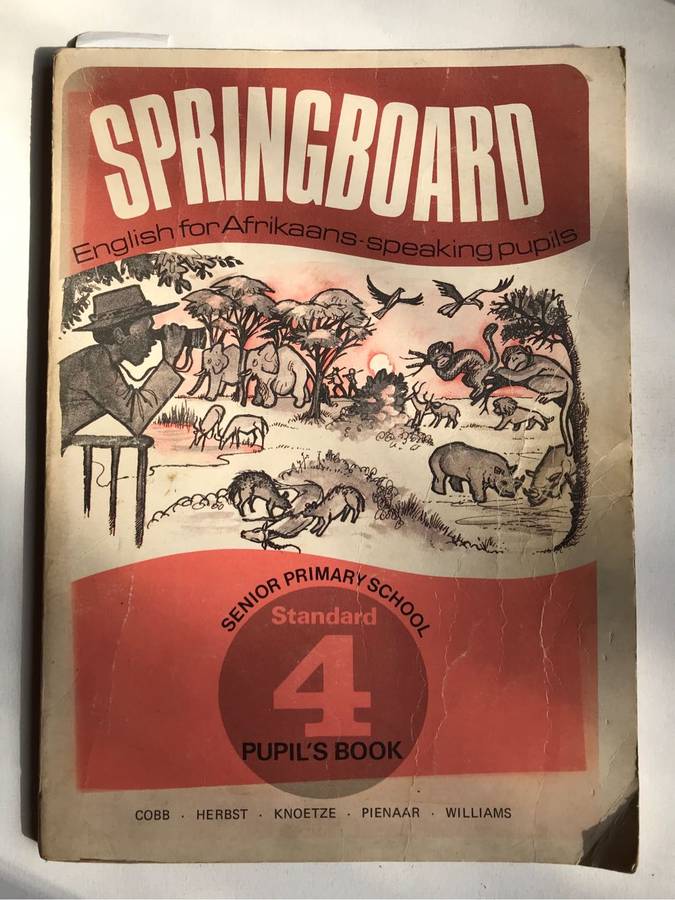 SPRINGBOARD
English for Afrikaans-speaking pupils
SENIOR PRIMARY SCHOOL
Standard
4
PUPIL'S BOOK
COBB · HERBST · KNOETZE · PIENAAR · WILLIAMS